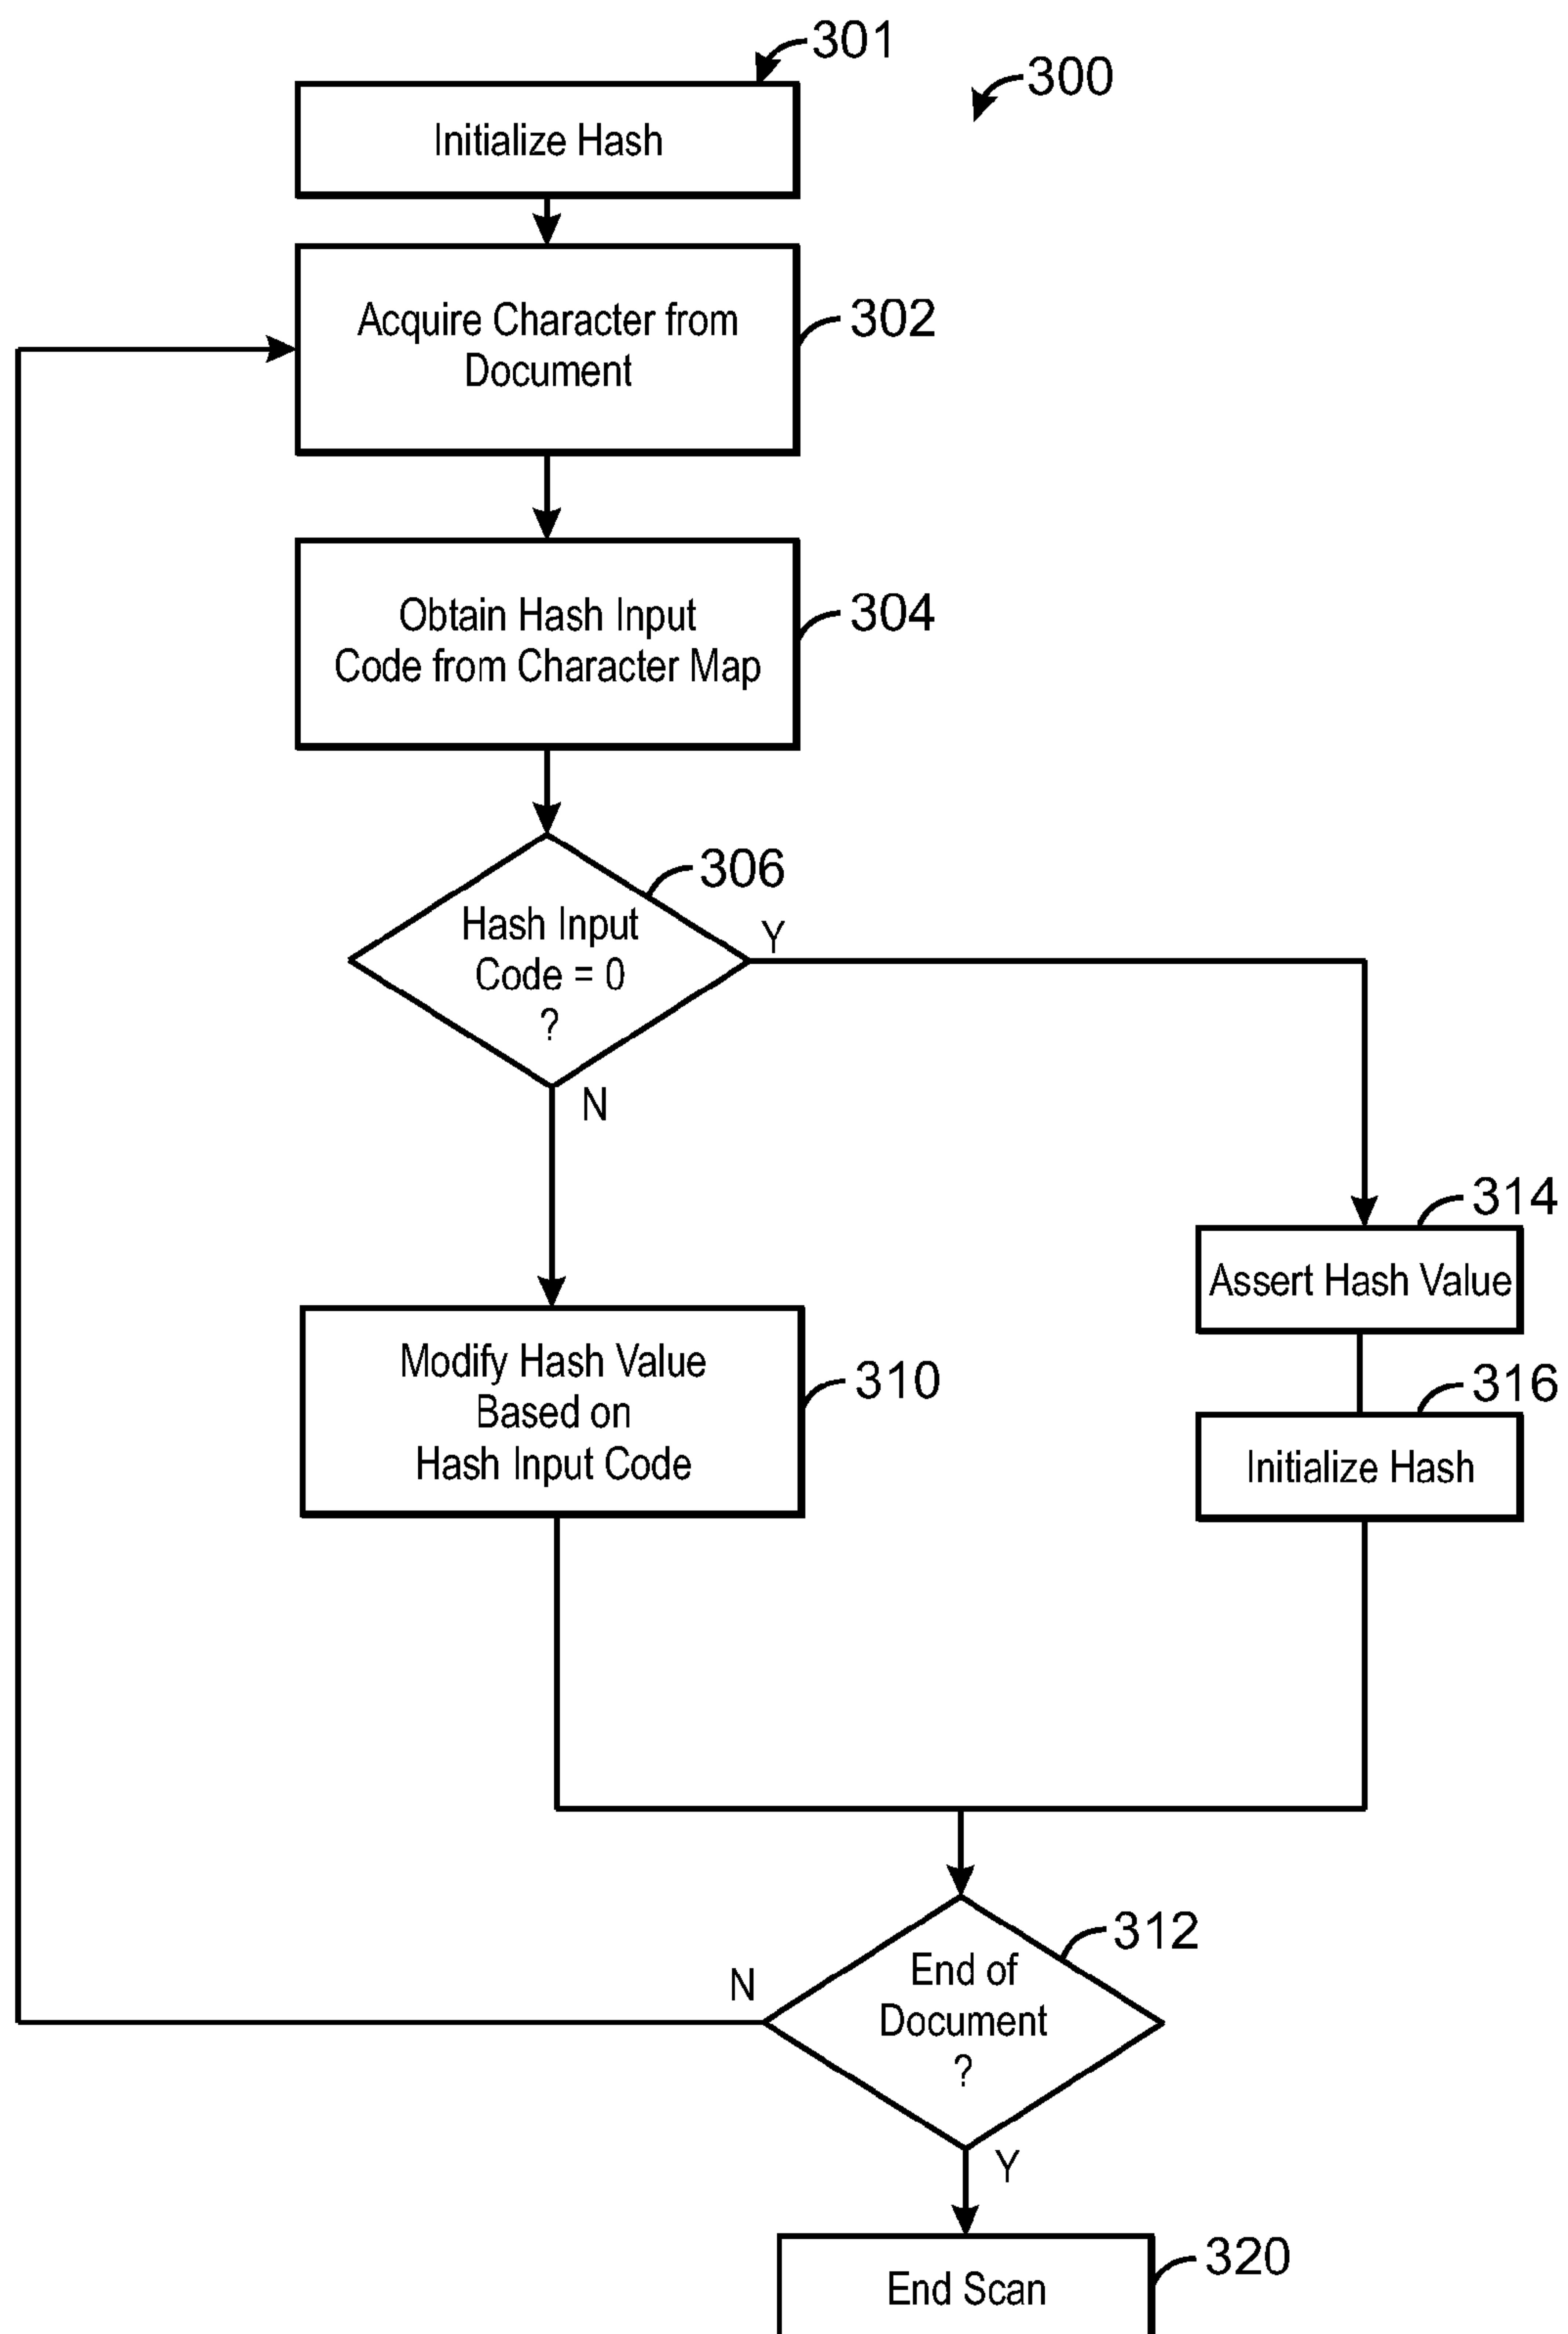 301
300
Initialize Hash
Acquire Character from
Document
302
Obtain Hash Input
Code from Character Map
304
306
Hash Input
Code = 0
?
Y
N
314
Assert Hash Value
Modify Hash Value
Based on
Hash Input Code
310
316
Initialize Hash
312
End of
Document
?
N
Y
320
End Scan